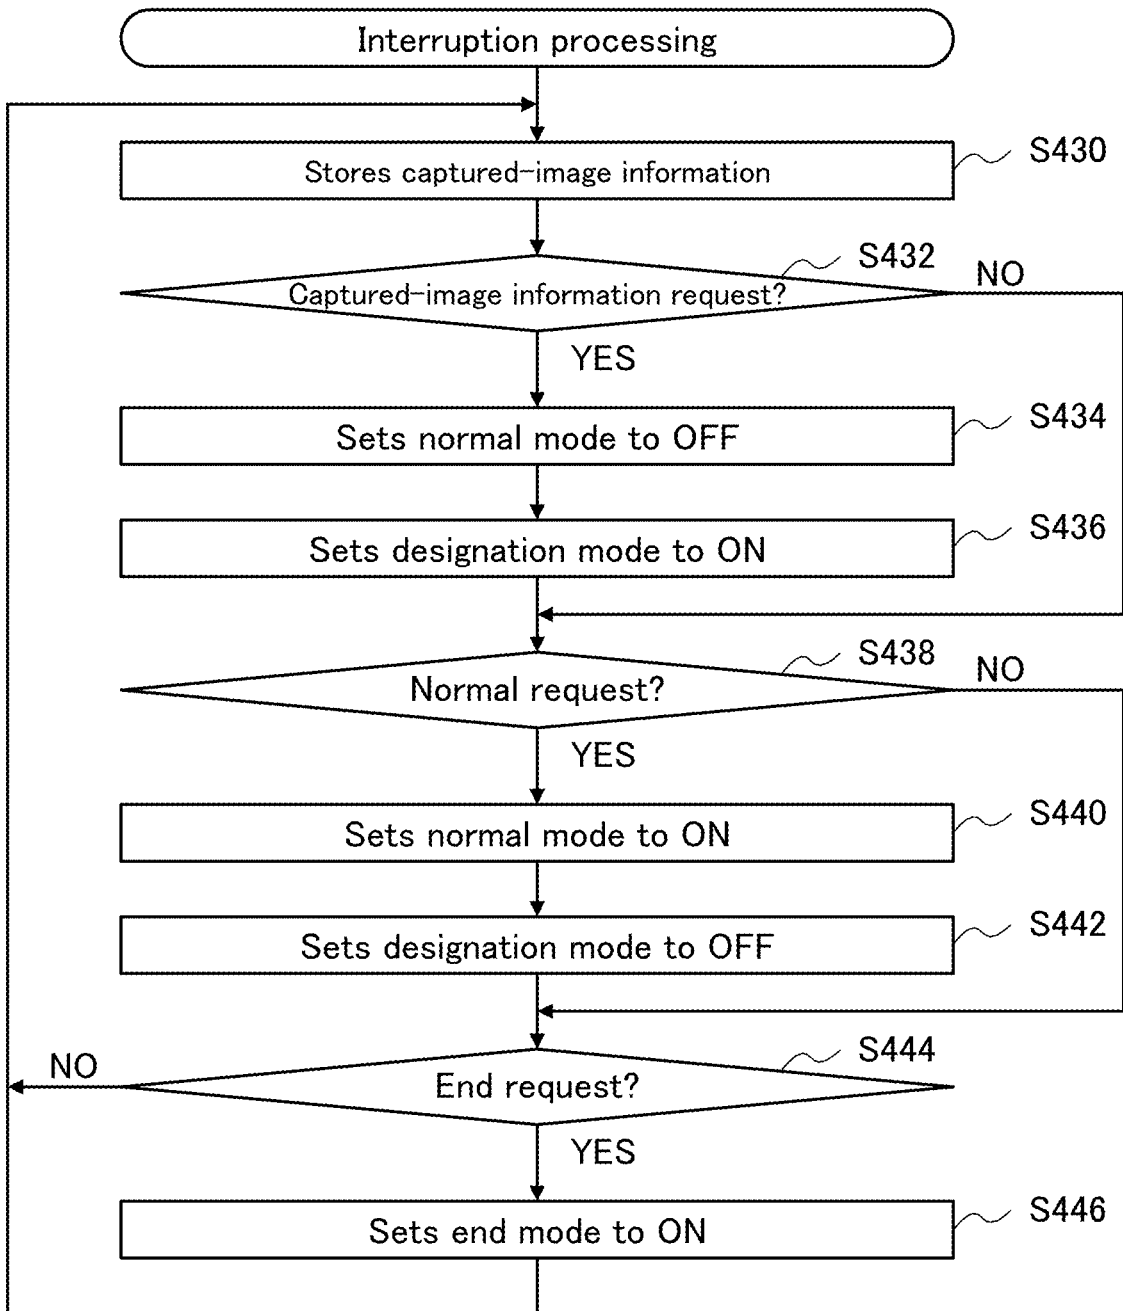 Interruption processing
Stores captured-image information
S430
S432
Captured-image information request?
NO
YES
Sets normal mode to OFF
S434
Sets designation mode to ON
S436
S438
Normal request?
NO
YES
Sets normal mode to ON
S440
Sets designation mode to OFF
S442
S444
NO
End request?
YES
Sets end mode to ON
S446